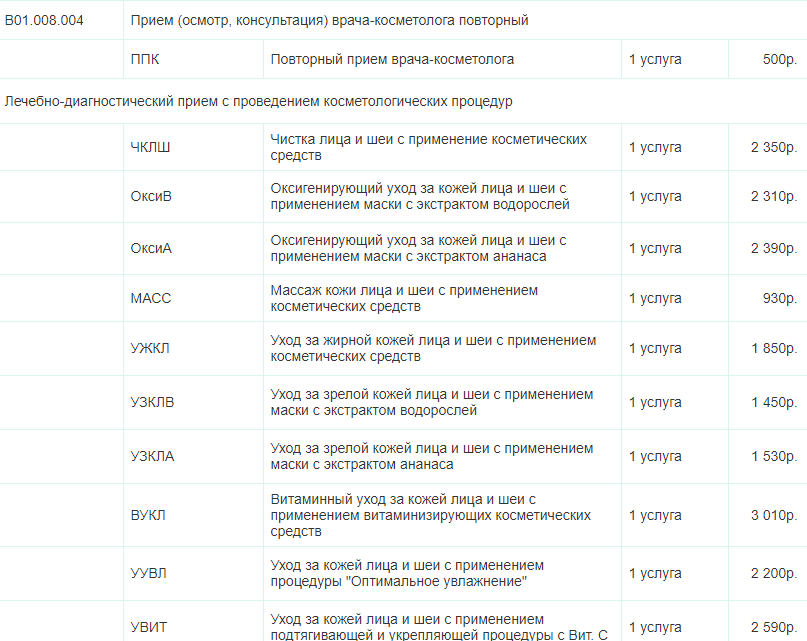 B01.008.004 Прием (осмотр, консультация) врача-косметолога повторный
ППК Повторный прием врача-косметолога 1 услуга 500р.
Лечебно-диагностический прием с проведением косметологических процедур
ЧКЛШ Чистка лица и шеи с применение косметических
средств 1 услуга 2 350р.
ОксиВ Оксигенирующий уход за кожей лица и шеи с
применением маски с экстрактом водорослей 1 услуга 2 310р.
ОксиА Оксигенирующий уход за кожей лица и шеи с
применением маски с экстрактом ананаса 1 услуга 2 390р.
МАСС Массаж кожи лица и шеи с применением
косметических средств 1 услуга 930р.
УЖКЛ Уход за жирной кожей лица и шеи с применением
косметических средств 1 услуга 1 850р.
УЗКЛВ Уход за зрелой кожей лица и шеи с применением
маски с экстрактом водорослей 1 услуга 1 450р.
УЗКЛА Уход за зрелой кожей лица и шеи с применением
маски с экстрактом ананаса 1 услуга 1 530р.
ВУКЛ Витаминный уход за кожей лица и шеи с
применением витаминизирующих косметических
средств 1 услуга 3 010р.
УУВЛ Уход за кожей лица и шеи с применением
процедуры "Оптимальное увлажнение" 1 услуга 2 200р.
УВИТ Уход за кожей лица и шеи с применением
подтягивающей и укрепляющей процедуры с Вит. С 1 услуга 2 590р.